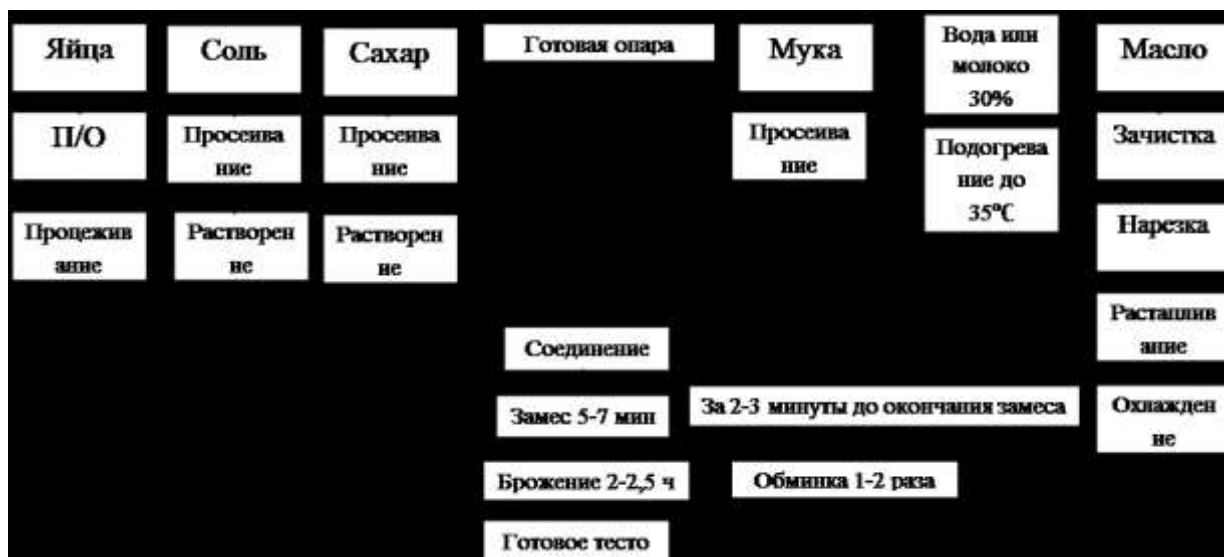 Яйца
Соль
Сахар
Готовая опара
Мука
Вода или
молоко
30%
Масло
П/О
Просеива
ние
Просеива
ние
Просеива
ние
Подогрева
ние до
35°С
Зачистка
Процежив
ание
Растворен
ие
Растворен
ие
Нарезка
Растаплив
ание
Соединение
Замес 5-7 мин
За 2-3 минуты до окончания замеса
Охлажден
ие
Брожение 2-2,5 ч
Обминка 1-2 раза
Готовое тесто